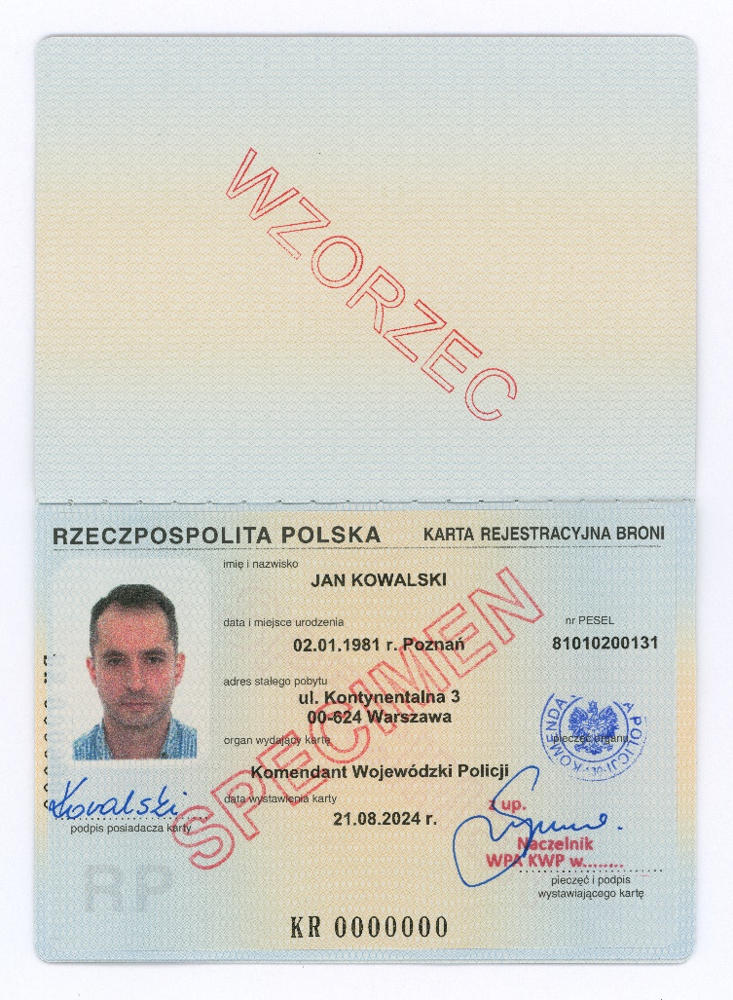 WZORZEC
RZECZPOSPOLITA POLSKA KARTA REJESTRACYJNA BRONI
imię i nazwisko
JAN KOWALSKI
data i miejsce urodzenia nr PESEL
02.01.1981 r. Poznań 81010200131
adres stałego pobytu
ul. Kontynentalna 3
00-624 Warszawa
organ wydający kartę pieczęć organu
KOMENDA POLICJI
Komendant Wojewódzki Policji
data wystawienia karty
21.08.2024 r.
SPECIMEN
Kowalski
podpis posiadacza karty
z up.
Naczelnik
WPA KWP w........
pieczęć i podpis
wystawiającego kartę
RP
KR 0000000